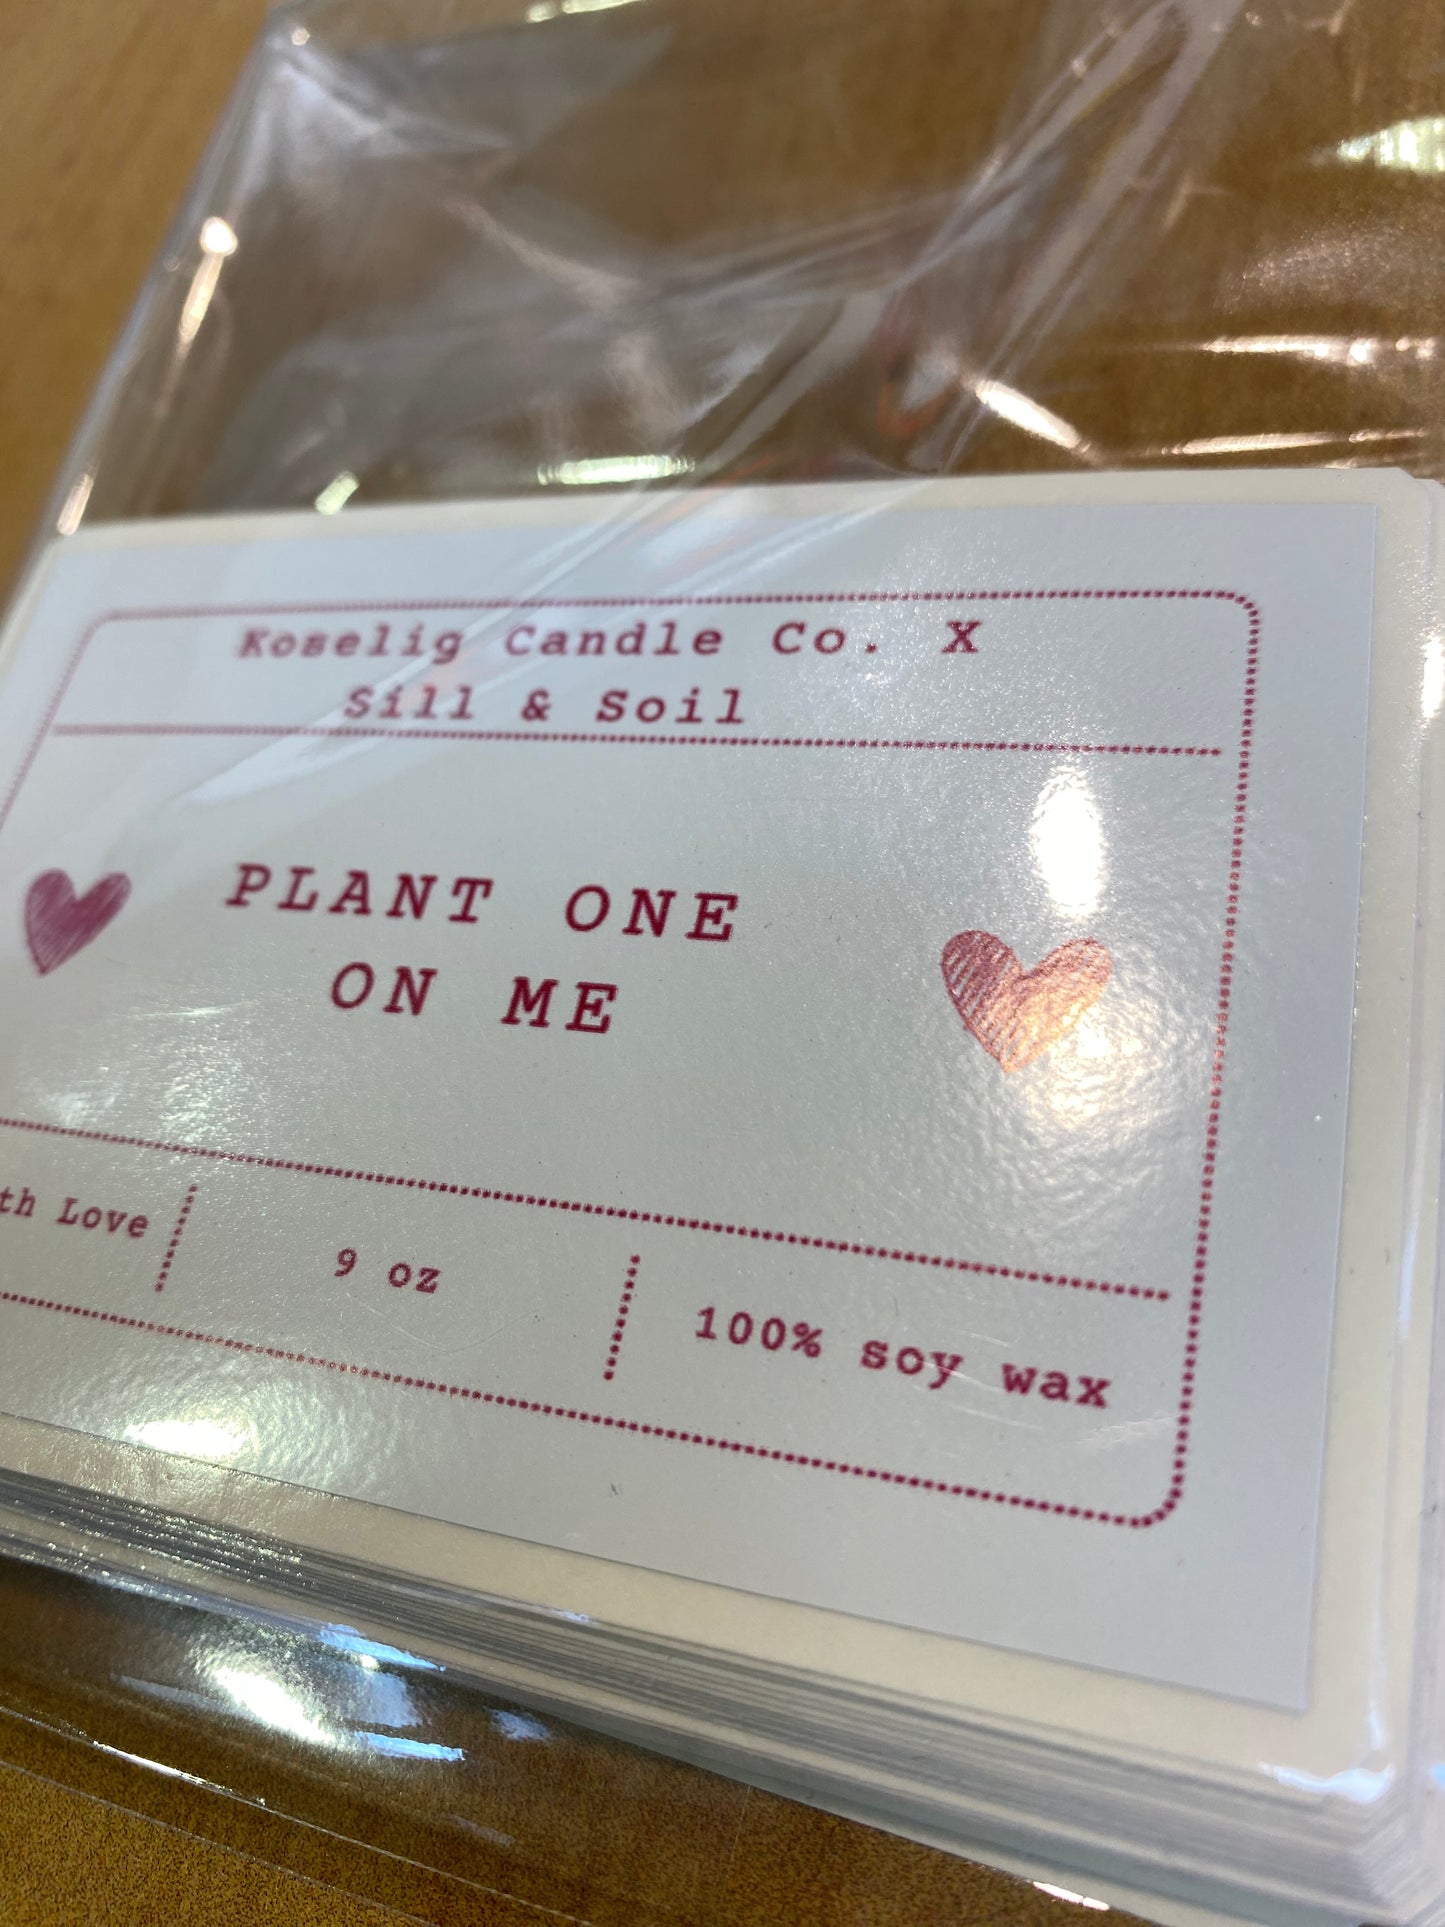 Koselig Candle Co. X
Sill & Soil
PLANT ONE
ON ME
th Love
9 oz
100% soy wax